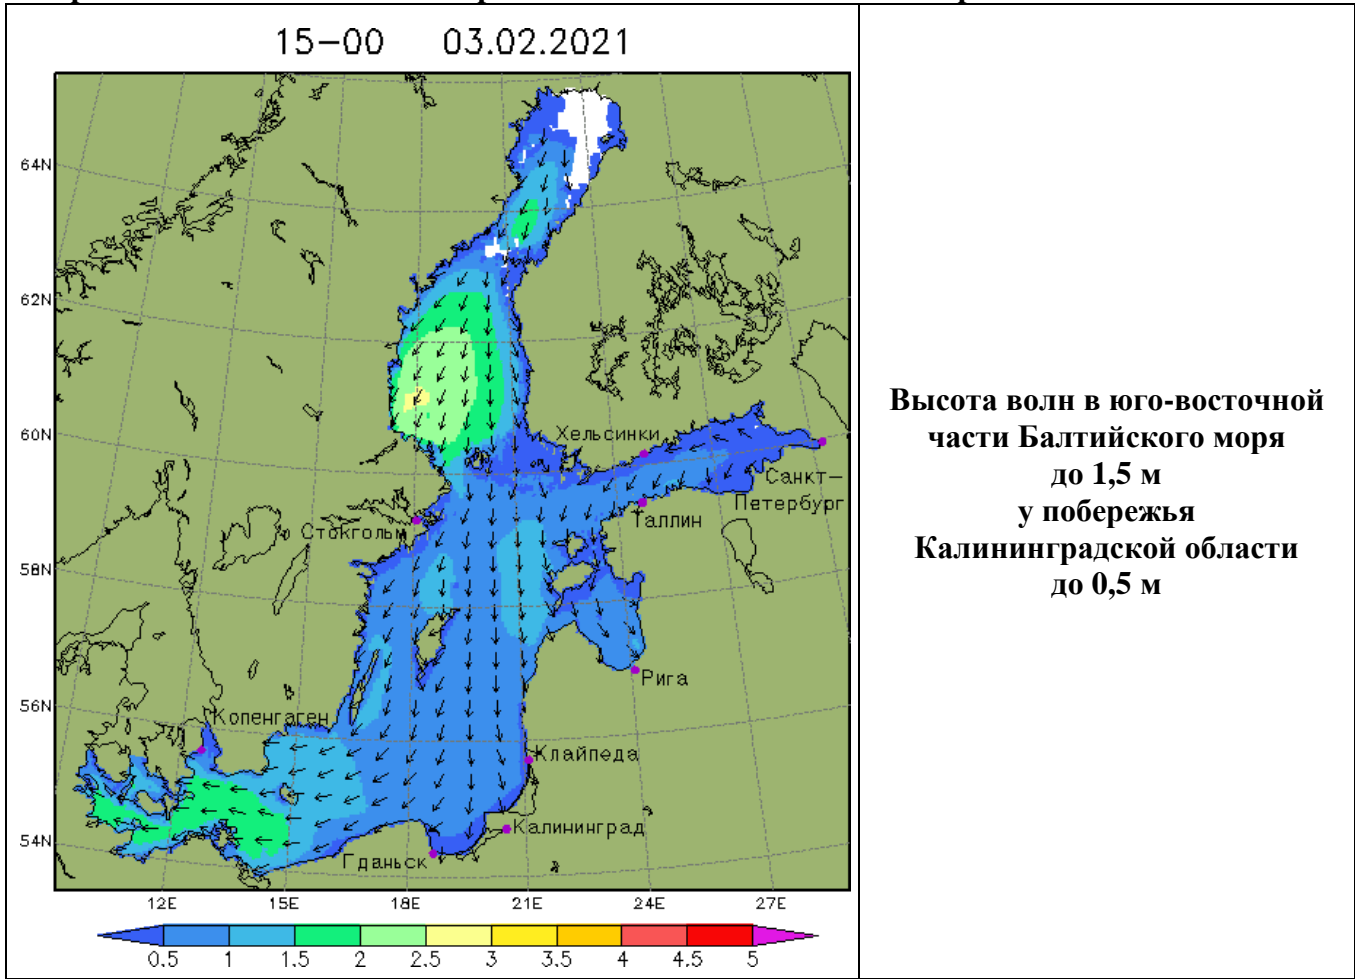 15-00 03.02.2021
64N
62N
60N
58N
56N
54N
Хельсинки
Санкт-
Петербург
Таллин
Стокгольм
Рига
Копенгаген
Клайпеда
Калининград
Гданьск
12E 15E 18E 21E 24E 27E
0.5 1 1.5 2 2.5 3 3.5 4 4.5 5
Высота волн в юго-восточной
части Балтийского моря
до 1,5 м
у побережья
Калининградской области
до 0,5 м